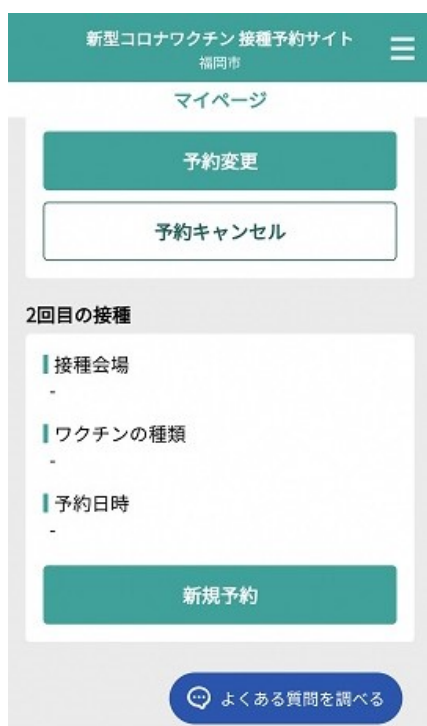 新型コロナワクチン 接種予約サイト
福岡市
マイページ
予約変更
予約キャンセル
2回目の接種
接種会場
-
ワクチンの種類
-
予約日時
-
新規予約
よくある質問を調べる